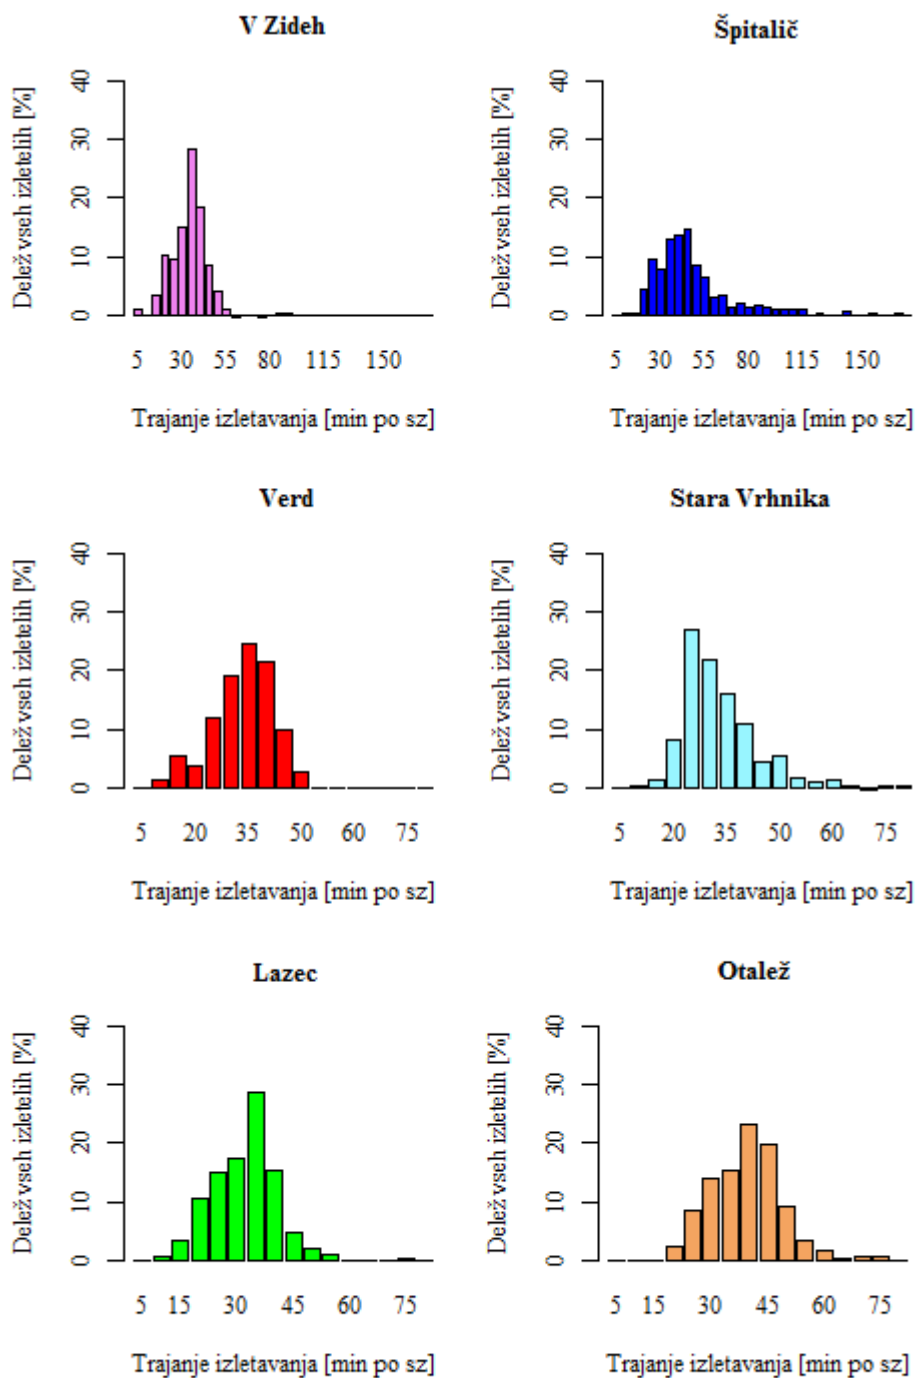 V Zideh
Delež vseh izletelih [%]
40
30
20
10
0
5 30 55 80 115 150
Trajanje izletavanja [min po sz]
Špitalič
Delež vseh izletelih [%]
40
30
20
10
0
5 30 55 80 115 150
Trajanje izletavanja [min po sz]
Verd
Delež vseh izletelih [%]
40
30
20
10
0
5 20 35 50 60 75
Trajanje izletavanja [min po sz]
Stara Vrhnika
Delež vseh izletelih [%]
40
30
20
10
0
5 20 35 50 60 75
Trajanje izletavanja [min po sz]
Lazec
Delež vseh izletelih [%]
40
30
20
10
0
5 15 30 45 60 75
Trajanje izletavanja [min po sz]
Otalež
Delež vseh izletelih [%]
40
30
20
10
0
5 15 30 45 60 75
Trajanje izletavanja [min po sz]